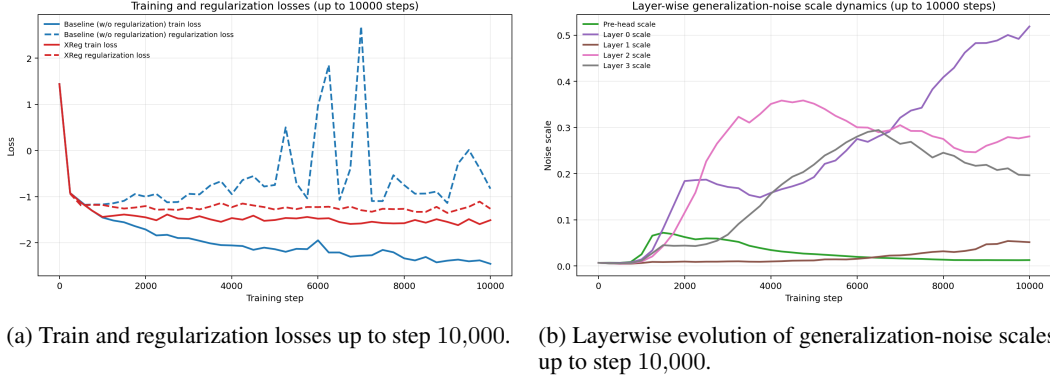 Training and regularization losses (up to 10000 steps)
Baseline (w/o regularization) train loss
Baseline (w/o regularization) regularization loss
XReg train loss
XReg regularization loss
2
1
0
−1
−2
Loss
0
2000
4000
6000
8000
10000
Training step
(a) Train and regularization losses up to step 10,000.
Layer-wise generalization-noise scale dynamics (up to 10000 steps)
Pre-head scale
Layer 0 scale
Layer 1 scale
Layer 2 scale
Layer 3 scale
0.5
0.4
0.3
0.2
0.1
0.0
Noise scale
0
2000
4000
6000
8000
10000
Training step
(b) Layerwise evolution of generalization-noise scales
up to step 10,000.